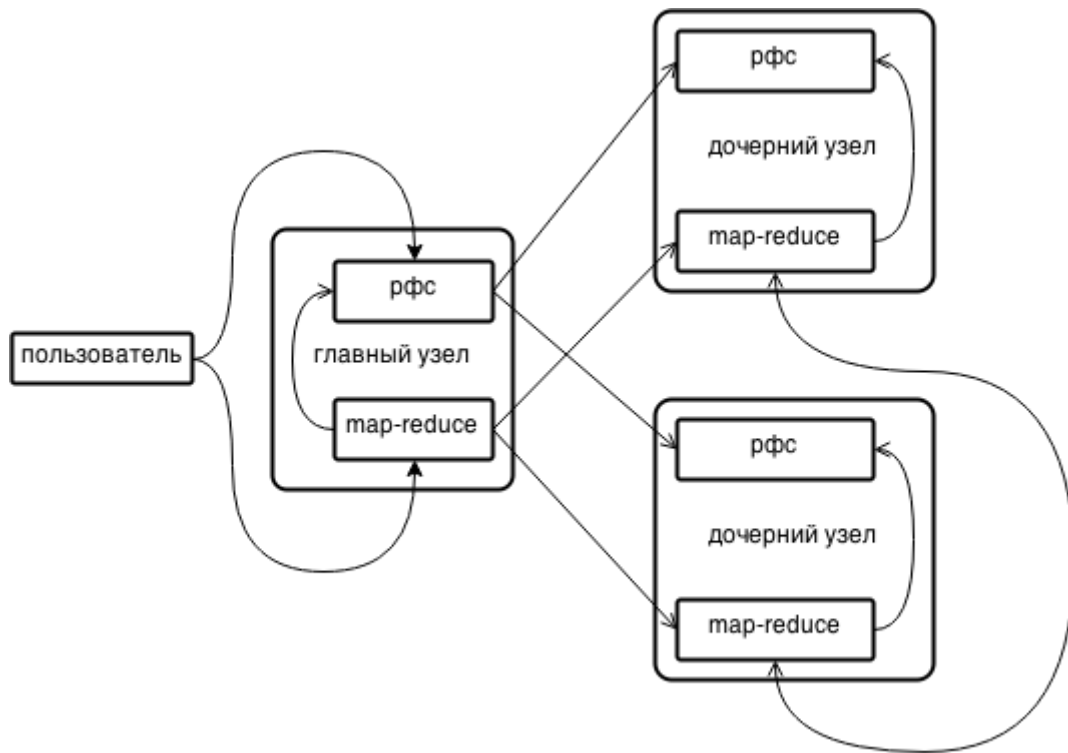 пользователь
рфс
главный узел
map-reduce
рфс
дочерний узел
map-reduce
рфс
дочерний узел
map-reduce